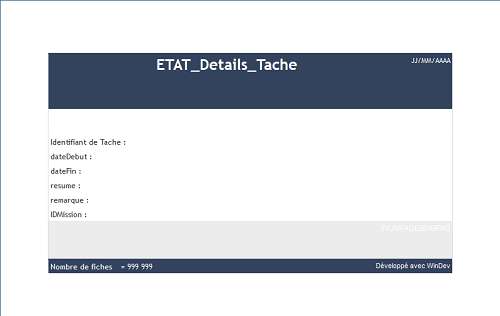 ETAT_Details_Tache
JJ/MM/AAAA
Identifiant de Tache :
dateDebut :
dateFin :
resume :
remarque :
IDMission :
Nombre de fiches = 999 999
Développé avec WinDev